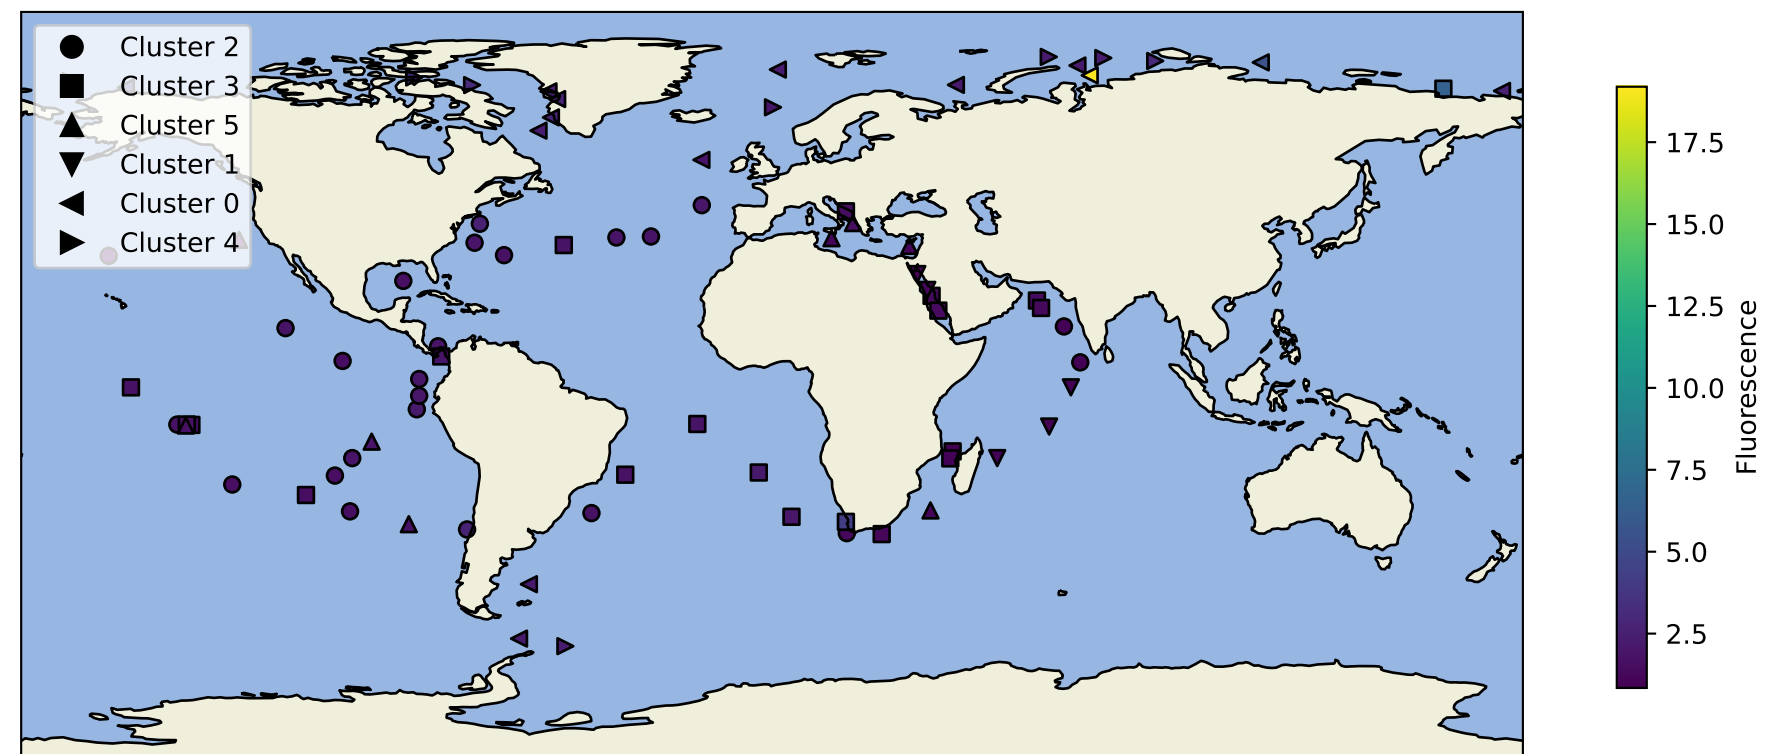 Cluster 2
Cluster 3
Cluster 5
Cluster 1
Cluster 0
Cluster 4
17.5
15.0
12.5
10.0
7.5
5.0
2.5
Fluorescence